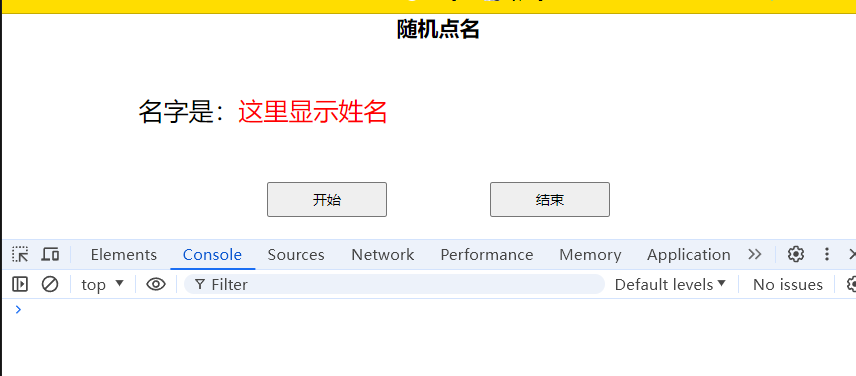 随机点名
名字是：这里显示姓名
开始 结束
Elements Console Sources Network Performance Memory Application
top Filter Default levels No issues